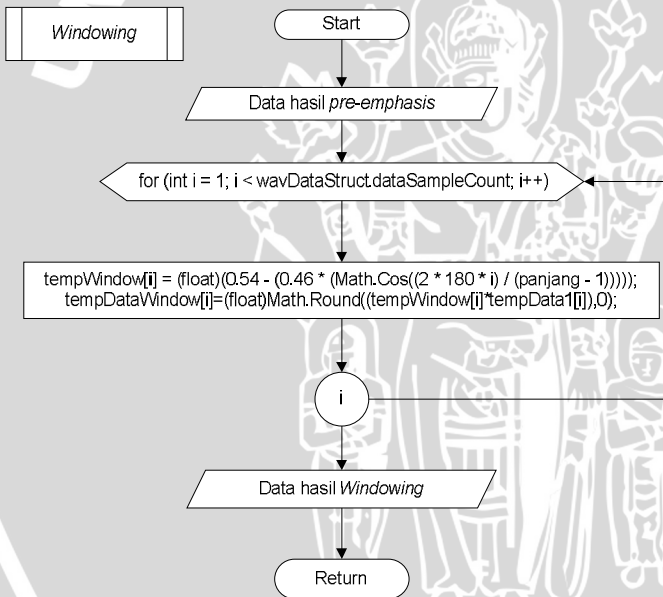 Windowing
Start
Data hasil pre-emphasis
for (int i = 1; i < wavDataStruct.dataSampleCount; i++)
tempWindow[i] = (float)(0.54 - (0.46 * (Math.Cos((2 * 180 * i) / (panjang - 1)))));
tempDataWindow[i]=(float)Math.Round((tempWindow[i]*tempData1[i]),0);
i
Data hasil Windowing
Return